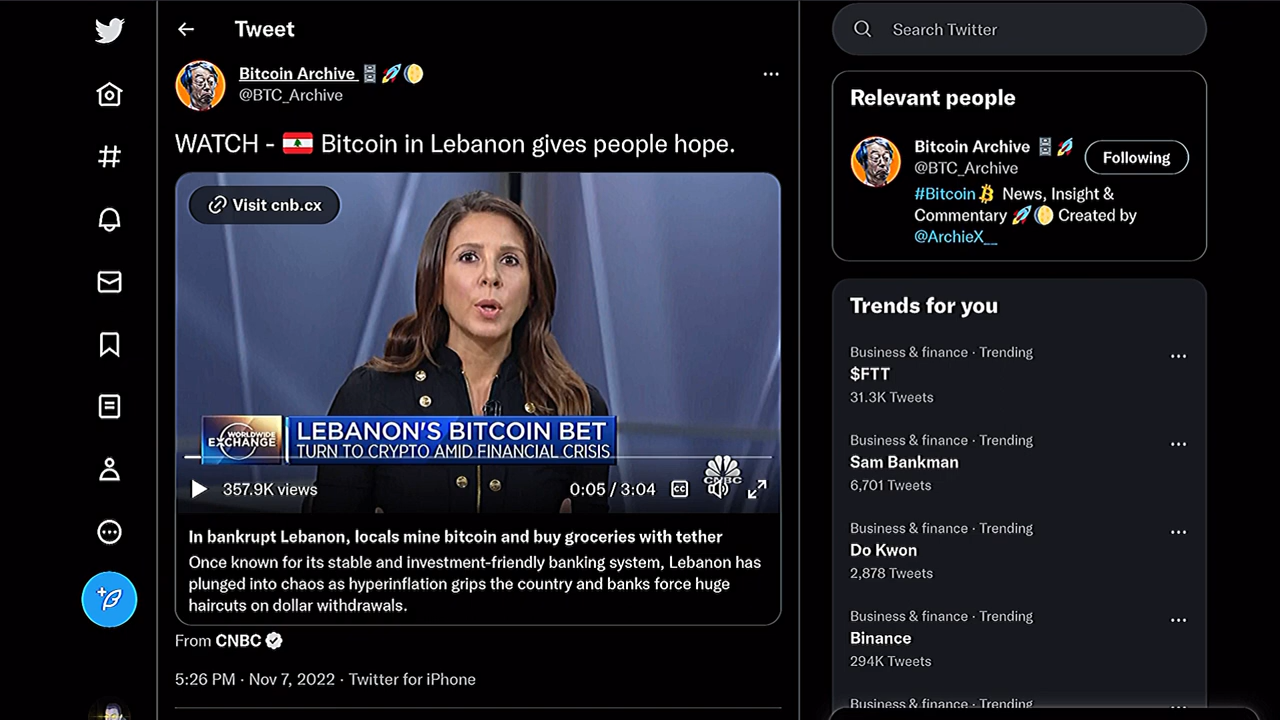 Tweet
Bitcoin Archive
@BTC_Archive
WATCH - 🇱🇧 Bitcoin in Lebanon gives people hope.
Visit cnb.cx
WORLDWIDE
EXCHANGE
LEBANON'S BITCOIN BET
TURN TO CRYPTO AMID FINANCIAL CRISIS
CNBC
357.9K views
0:05 / 3:04
CC
In bankrupt Lebanon, locals mine bitcoin and buy groceries with tether
Once known for its stable and investment-friendly banking system, Lebanon has
plunged into chaos as hyperinflation grips the country and banks force huge
haircuts on dollar withdrawals.
From CNBC
5:26 PM · Nov 7, 2022 · Twitter for iPhone
Search Twitter
Relevant people
Bitcoin Archive
@BTC_Archive
Following
#Bitcoin News, Insight &
Commentary 🚀🌔 Created by
@ArchieX__
Trends for you
Business & finance · Trending
$FTT
31.3K Tweets
Business & finance · Trending
Sam Bankman
6,701 Tweets
Business & finance · Trending
Do Kwon
2,878 Tweets
Business & finance · Trending
Binance
294K Tweets
Business & finance · Trending